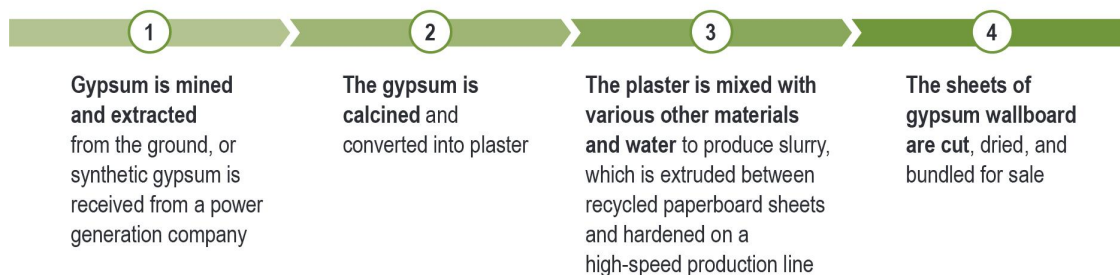 1
Gypsum is mined
and extracted
from the ground, or
synthetic gypsum is
received from a power
generation company
2
The gypsum is
calcined and
converted into plaster
3
The plaster is mixed with
various other materials
and water to produce slurry,
which is extruded between
recycled paperboard sheets
and hardened on a
high-speed production line
4
The sheets of
gypsum wallboard
are cut, dried, and
bundled for sale